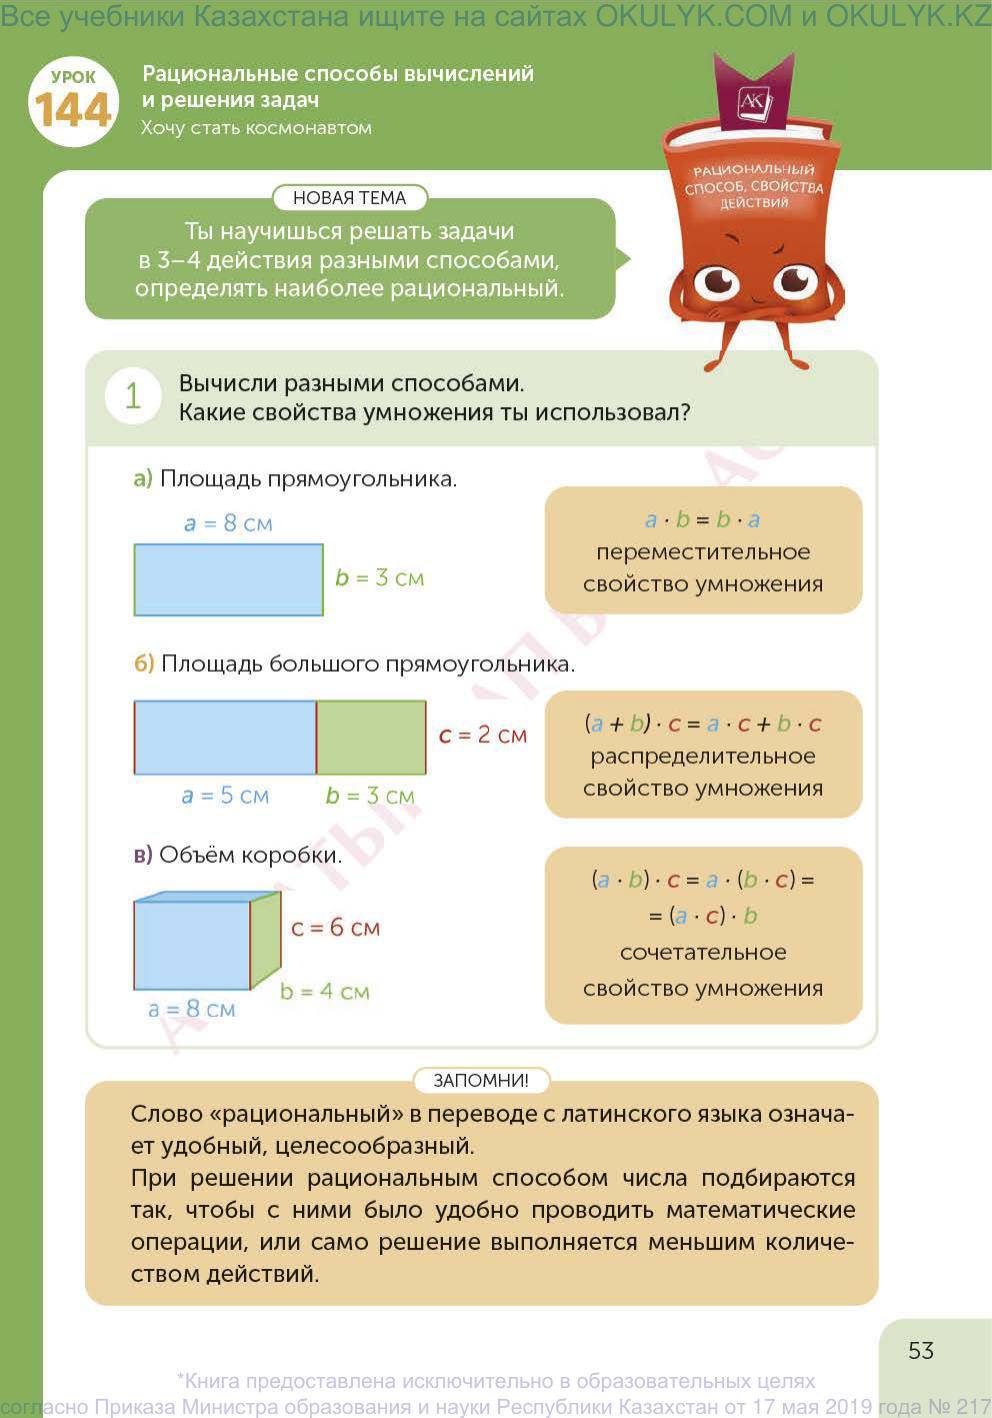 Все учебники Казахстана ищите на сайтах OKULYK.COM и OKULYK.KZ
УРОК
144
Рациональные способы вычислений
и решения задач
Хочу стать космонавтом
АК
РАЦИОНАЛЬНЫЙ
СПОСОБ, СВОЙСТВА
ДЕЙСТВИЙ
НОВАЯ ТЕМА
Ты научишься решать задачи
в 3–4 действия разными способами,
определять наиболее рациональный.
1
Вычисли разными способами.
Какие свойства умножения ты использовал?
а) Площадь прямоугольника.
a = 8 см
b = 3 см
a · b = b · a
переместительное
свойство умножения
б) Площадь большого прямоугольника.
c = 2 см
a = 5 см
b = 3 см
(a + b) · c = a · c + b · c
распределительное
свойство умножения
в) Объём коробки.
c = 6 см
b = 4 см
a = 8 см
(a · b) · c = a · (b · c) =
= (a · c) · b
сочетательное
свойство умножения
ЗАПОМНИ!
Слово «рациональный» в переводе с латинского языка означа-
ет удобный, целесообразный.
При решении рациональным способом числа подбираются
так, чтобы с ними было удобно проводить математические
операции, или само решение выполняется меньшим количе-
ством действий.
53
*Книга предоставлена исключительно в образовательных целях
согласно Приказа Министра образования и науки Республики Казахстан от 17 мая 2019 года № 217